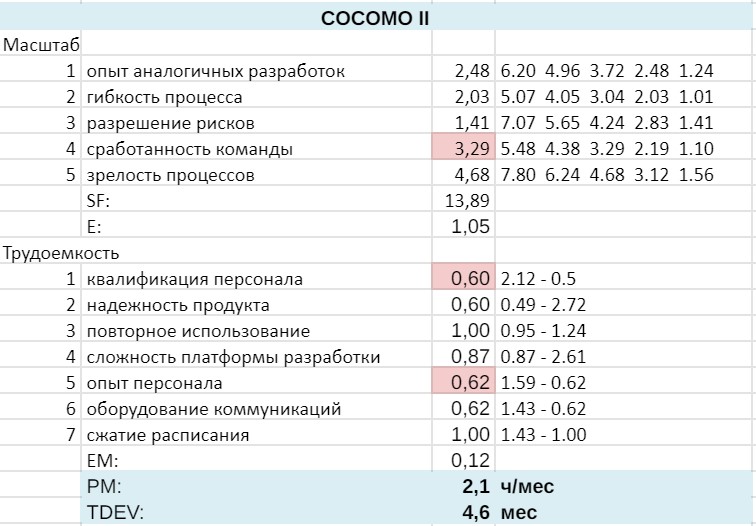 COCOMO II
Масштаб
1 опыт аналогичных разработок 2,48 6.20 4.96 3.72 2.48 1.24
2 гибкость процесса 2,03 5.07 4.05 3.04 2.03 1.01
3 разрешение рисков 1,41 7.07 5.65 4.24 2.83 1.41
4 сработанность команды 3,29 5.48 4.38 3.29 2.19 1.10
5 зрелость процессов 4,68 7.80 6.24 4.68 3.12 1.56
SF: 13,89
E: 1,05
Трудоемкость
1 квалификация персонала 0,60 2.12 - 0.5
2 надежность продукта 0,60 0.49 - 2.72
3 повторное использование 1,00 0.95 - 1.24
4 сложность платформы разработки 0,87 0.87 - 2.61
5 опыт персонала 0,62 1.59 - 0.62
6 оборудование коммуникаций 0,62 1.43 - 0.62
7 сжатие расписания 1,00 1.43 - 1.00
EM: 0,12
PM: 2,1 ч/мес
TDEV: 4,6 мес